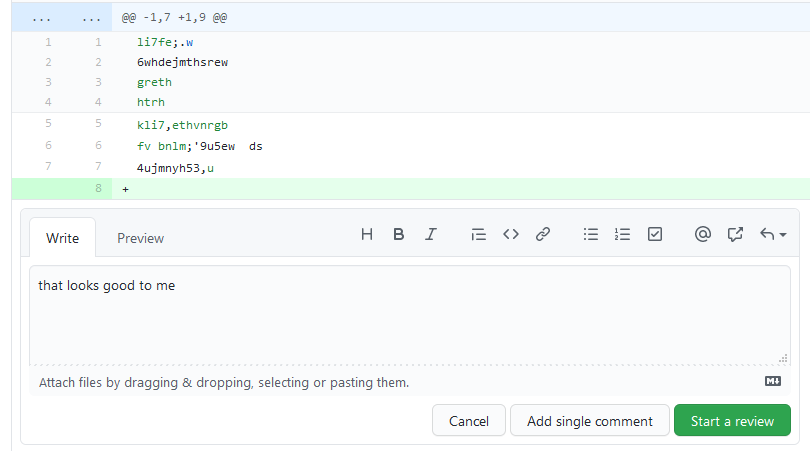 ... ... @@ -1,7 +1,9 @@
1 1 li7fe;.w
2 2 6whdejmthsrew
3 3 greth
4 4 htrh
5 5 kli7,ethvnrgb
6 6 fv bnlm;'9u5ew ds
7 7 4ujmnyh53,u
8 +
Write Preview H B I @
that looks good to me
Attach files by dragging & dropping, selecting or pasting them. M↓
Cancel Add single comment Start a review